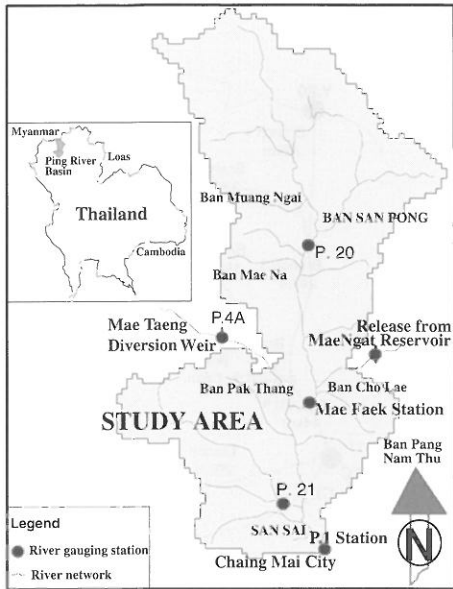 Myanmar
Ping River
Basin
Loas
Thailand
Cambodia
Ban Muang Ngai
BAN SAN PONG
P. 20
Ban Mae Na
P.4A
Mae Taeng
Diversion Weir
Release from
MaeNgat Reservoir
Ban Pak Thang
Ban Cho Lae
Mae Faek Station
STUDY AREA
Ban Pang
Nam Thu
P. 21
SAN SAI
P.1 Station
Chaing Mai City
N
Legend
River gauging station
River network